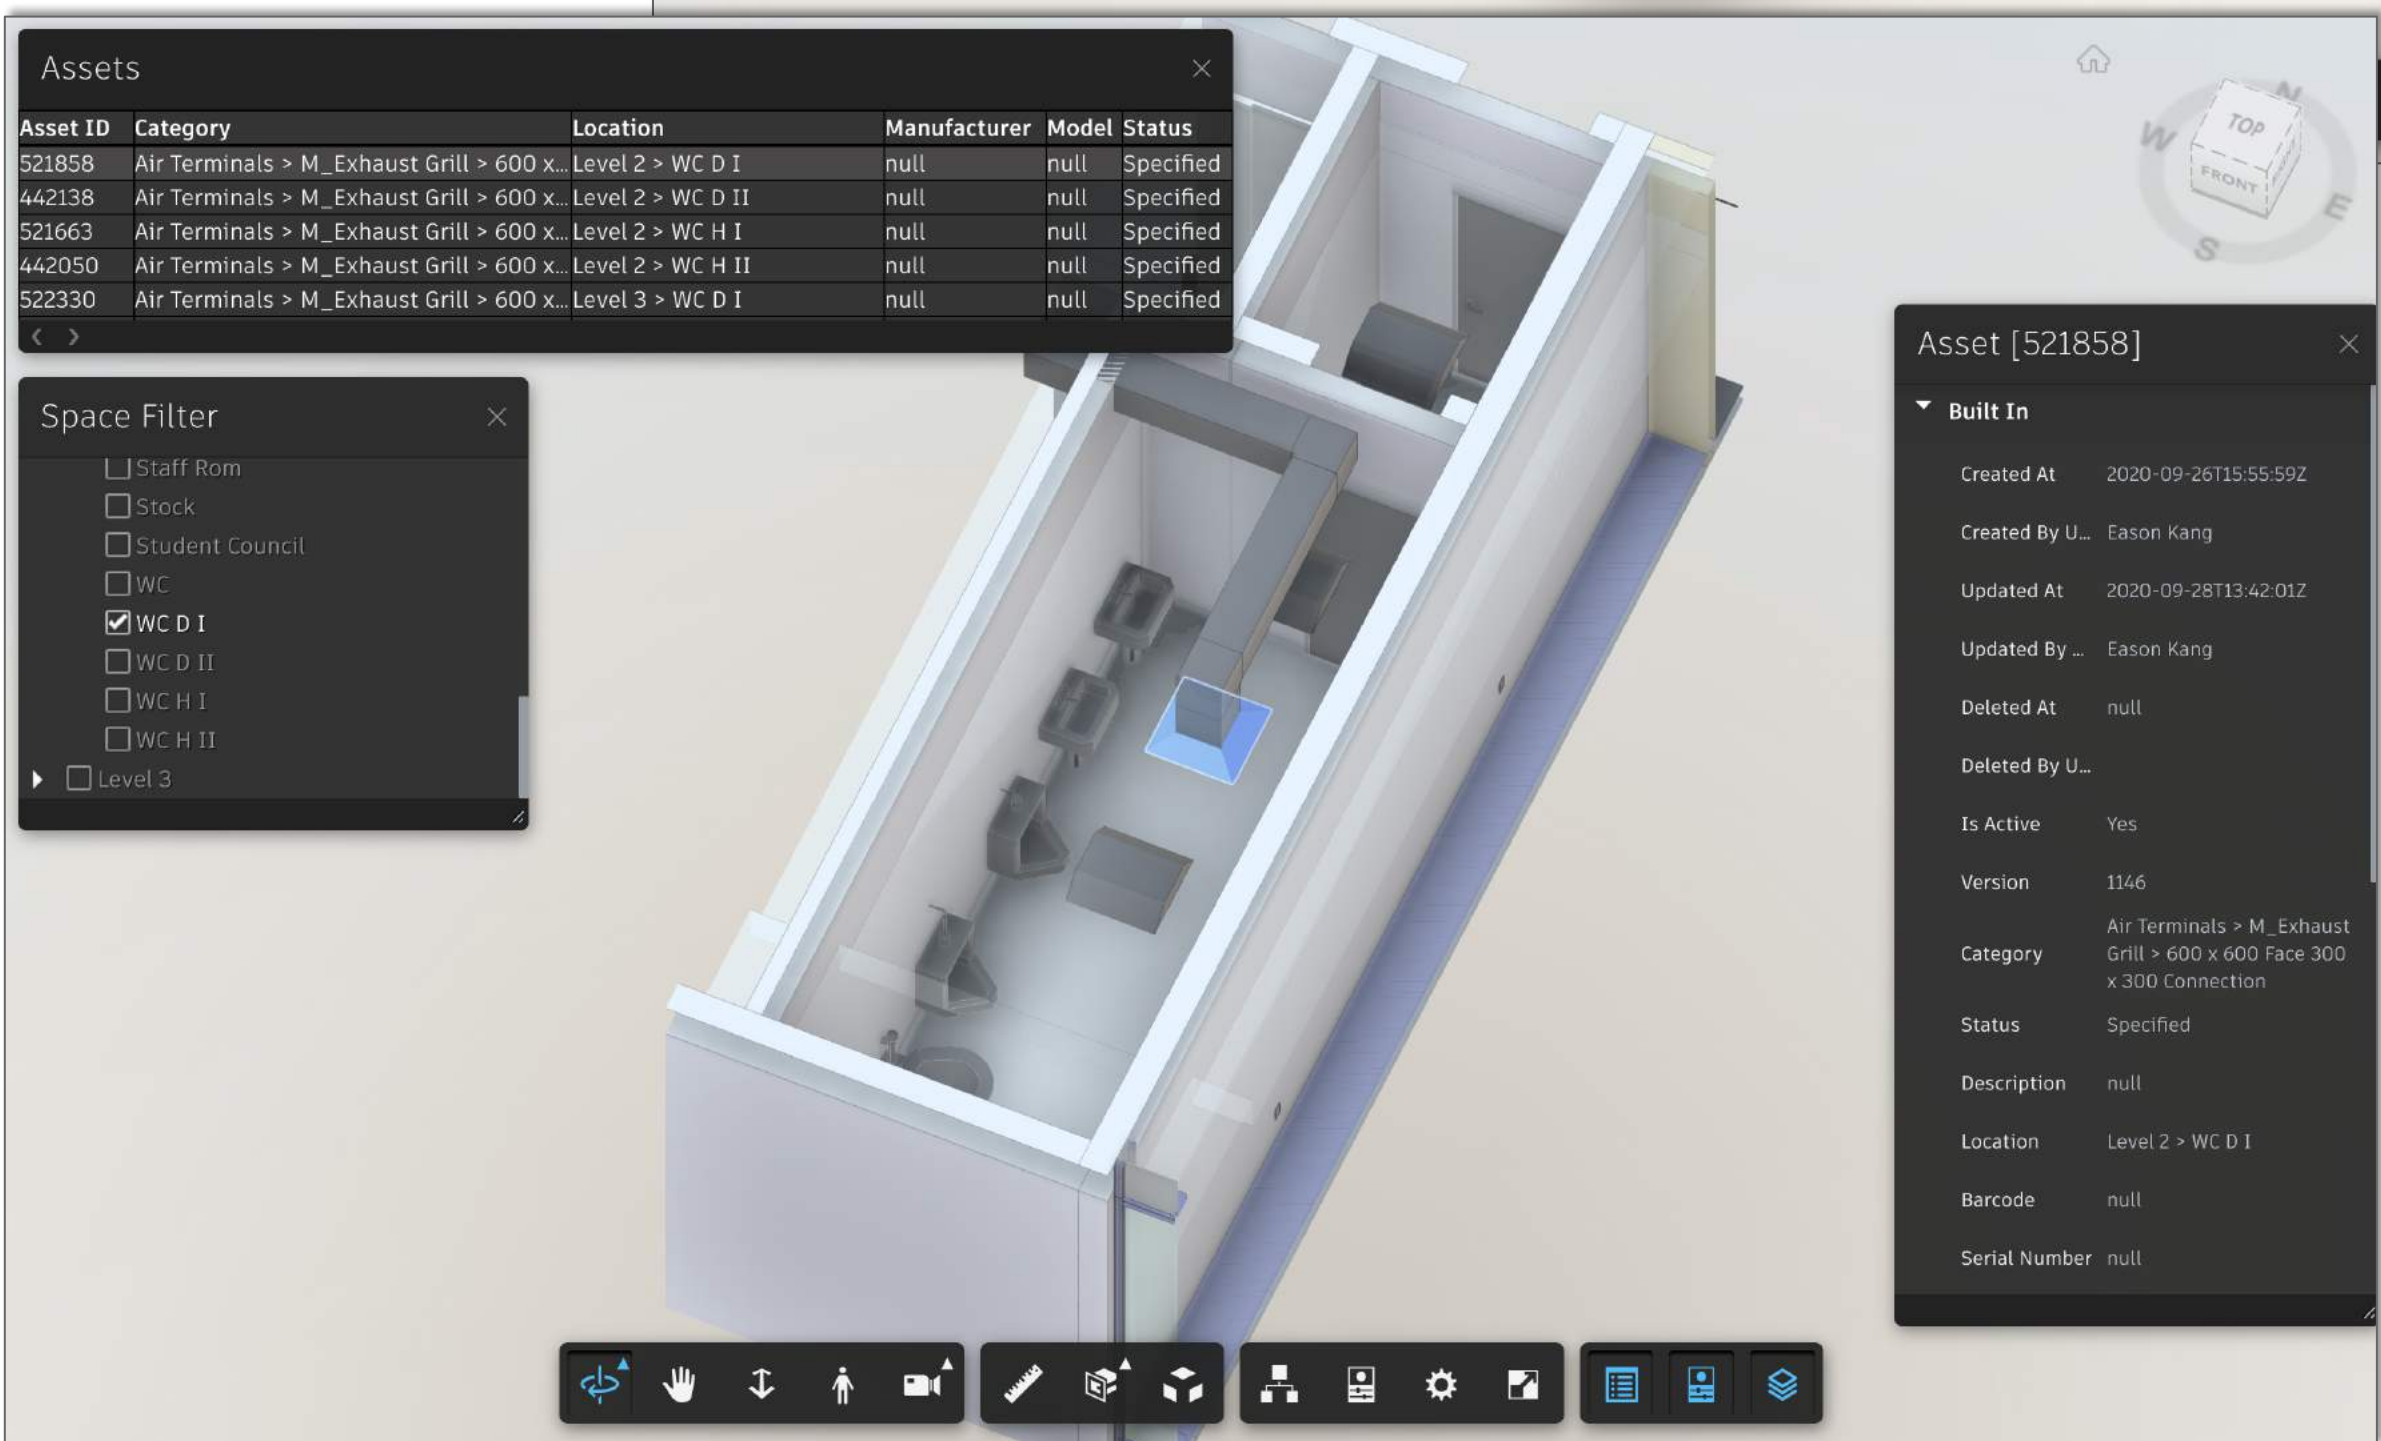 Assets
Asset ID Category Location Manufacturer Model Status
521858 Air Terminals > M_Exhaust Grill > 600 x... Level 2 > WC D I null null Specified
442138 Air Terminals > M_Exhaust Grill > 600 x... Level 2 > WC D II null null Specified
521663 Air Terminals > M_Exhaust Grill > 600 x... Level 2 > WC H I null null Specified
442050 Air Terminals > M_Exhaust Grill > 600 x... Level 2 > WC H II null null Specified
522330 Air Terminals > M_Exhaust Grill > 600 x... Level 3 > WC D I null null Specified
Space Filter
Staff Rom
Stock
Student Council
WC
WC D I
WC D II
WC H I
WC H II
Level 3
N
W
TOP
FRONT
E
S
Asset [521858]
Built In
Created At 2020-09-26T15:55:59Z
Created By U... Eason Kang
Updated At 2020-09-28T13:42:01Z
Updated By ... Eason Kang
Deleted At null
Deleted By U...
Is Active Yes
Version 1146
Category Air Terminals > M_Exhaust
Grill > 600 x 600 Face 300
x 300 Connection
Status Specified
Description null
Location Level 2 > WC D I
Barcode null
Serial Number null